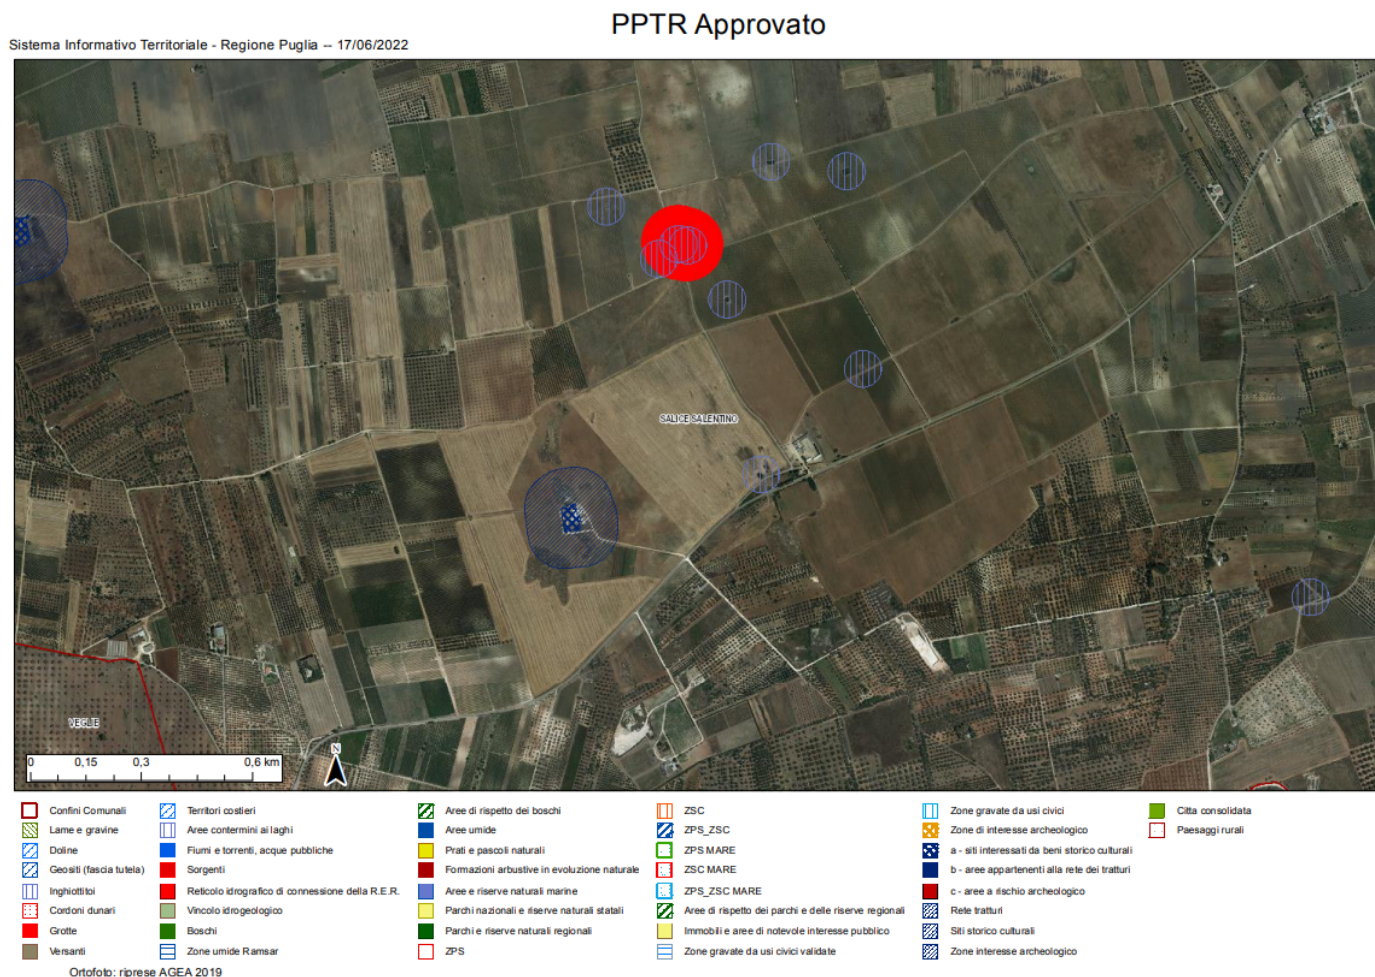 PPTR Approvato
Sistema Informativo Territoriale - Regione Puglia -- 17/06/2022
SALICE SALENTINO
VEGLIE
N
0 0,15 0,3 0,6 km
Confini Comunali
Lame e gravine
Doline
Geositi (fascia tutela)
Inghiottitoi
Cordoni dunari
Grotte
Versanti
Territori costieri
Aree contermini ai laghi
Fiumi e torrenti, acque pubbliche
Sorgenti
Reticolo idrografico di connessione della R.E.R.
Vincolo idrogeologico
Boschi
Zone umide Ramsar
Aree di rispetto dei boschi
Aree umide
Prati e pascoli naturali
Formazioni arbustive in evoluzione naturale
Aree e riserve naturali marine
Parchi nazionali e riserve naturali statali
Parchi e riserve naturali regionali
ZPS
ZSC
ZPS_ZSC
ZPS MARE
ZSC MARE
ZPS_ZSC MARE
Aree di rispetto dei parchi e delle riserve regionali
Immobili e aree di notevole interesse pubblico
Zone gravate da usi civici validate
Zone gravate da usi civici
Zone di interesse archeologico
a - siti interessati da beni storico culturali
b - aree appartenenti alla rete dei tratturi
c - aree a rischio archeologico
Rete tratturi
Siti storico culturali
Zone interesse archeologico
Citta consolidata
Paesaggi rurali
Ortofoto: riprese AGEA 2019